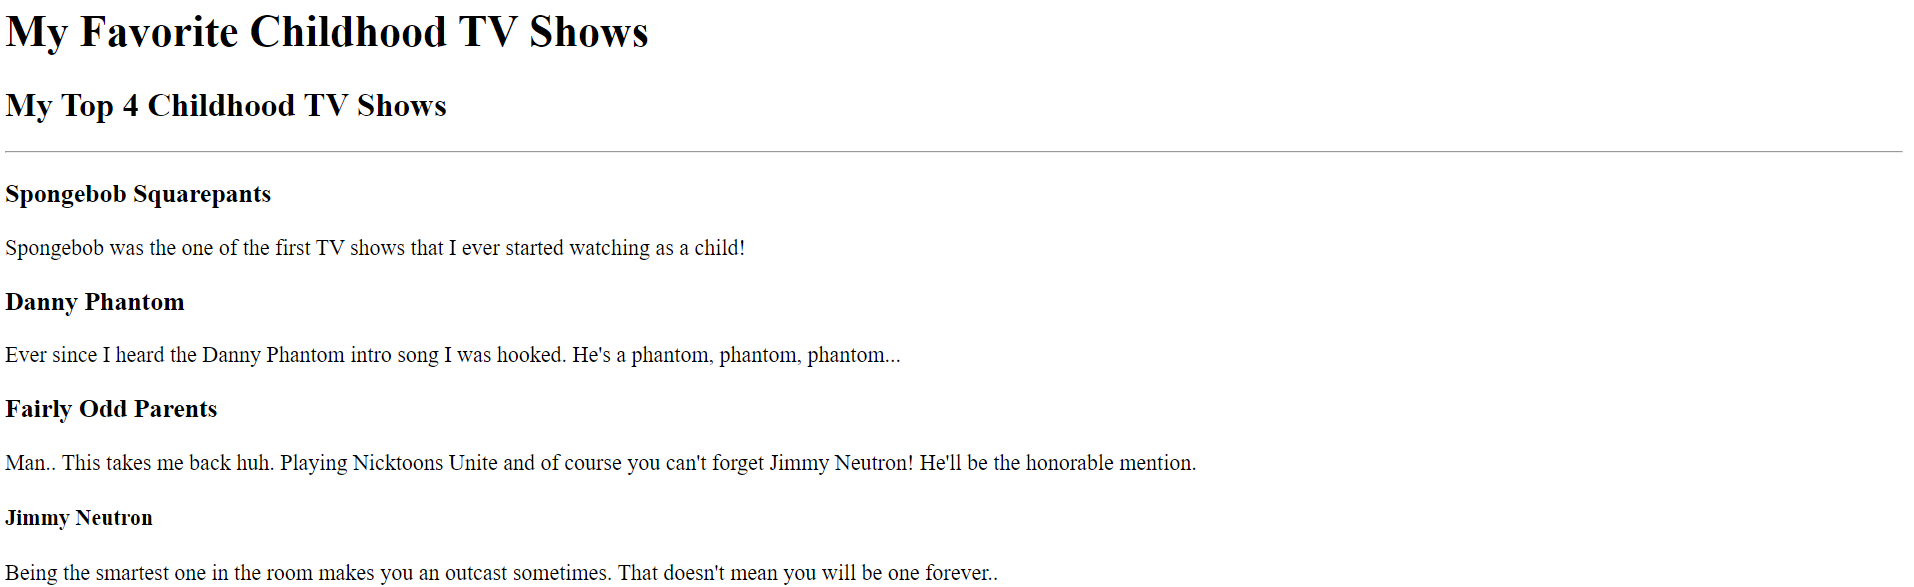 My Favorite Childhood TV Shows
My Top 4 Childhood TV Shows
Spongebob Squarepants
Spongebob was the one of the first TV shows that I ever started watching as a child!
Danny Phantom
Ever since I heard the Danny Phantom intro song I was hooked. He's a phantom, phantom, phantom...
Fairly Odd Parents
Man.. This takes me back huh. Playing Nicktoons Unite and of course you can't forget Jimmy Neutron! He'll be the honorable mention.
Jimmy Neutron
Being the smartest one in the room makes you an outcast sometimes. That doesn't mean you will be one forever..